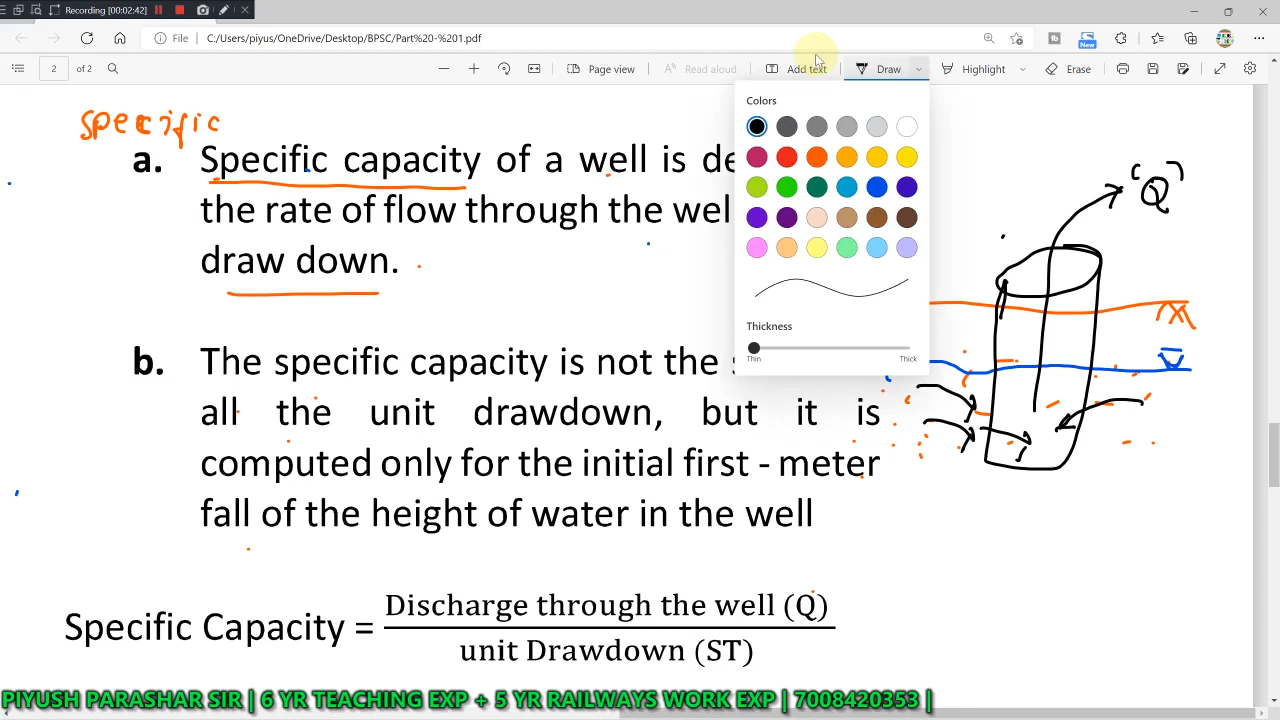 Recording [00:02:42]
File C:/Users/piyus/OneDrive/Desktop/BPSC/Part%20-%201.pdf
New
2 of 2 Page view Read aloud Add text Draw Highlight Erase
Colors
Thickness
Thin Thick
specific
a. Specific capacity of a well is de
the rate of flow through the wel
draw down.
b. The specific capacity is not the s
all the unit drawdown, but it is
computed only for the initial first - meter
fall of the height of water in the well
'Q'
Specific Capacity =
Discharge through the well (Q)
unit Drawdown (ST)
PIYUSH PARASHAR SIR | 6 YR TEACHING EXP + 5 YR RAILWAYS WORK EXP | 7008420353 |